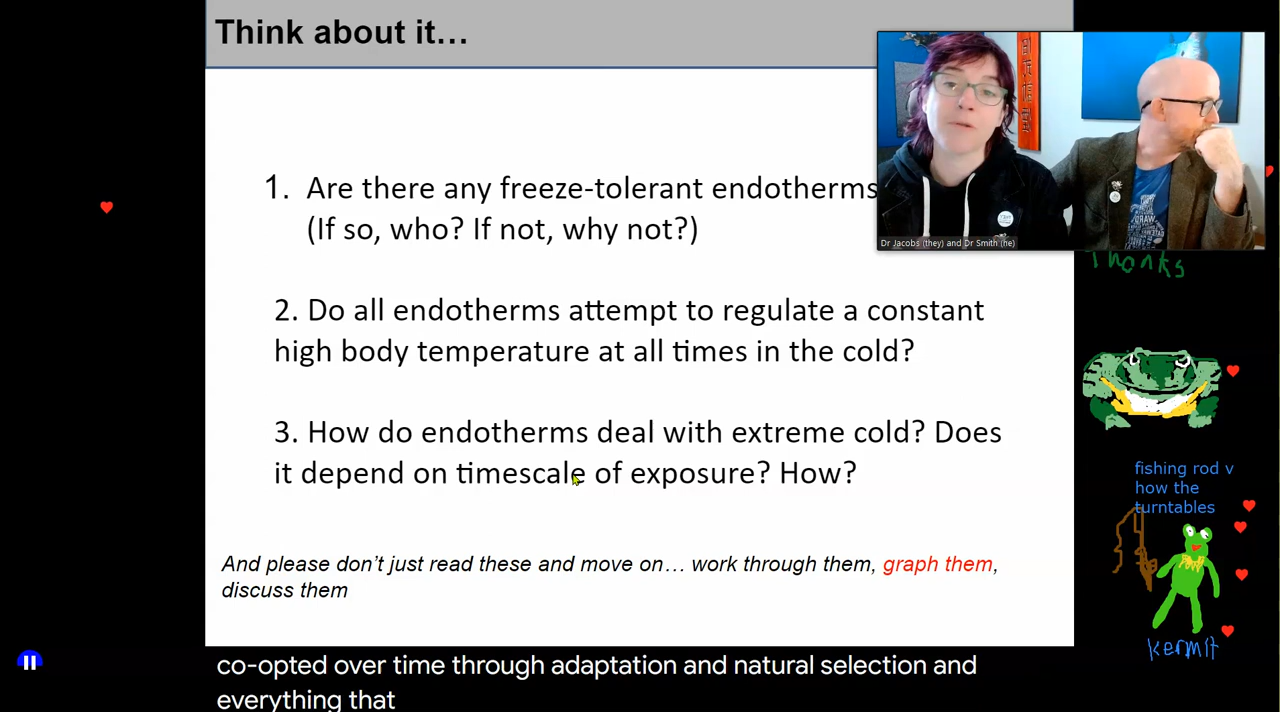 Think about it…
1. Are there any freeze-tolerant endotherms
(If so, who? If not, why not?)
2. Do all endotherms attempt to regulate a constant
high body temperature at all times in the cold?
3. How do endotherms deal with extreme cold? Does
it depend on timescale of exposure? How?
And please don’t just read these and move on… work through them, graph them,
discuss them
co-opted over time through adaptation and natural selection and
everything that
Dr Jacobs (they) and Dr Smith (he)
Thanks
fishing rod v
how the
turntables
kermit